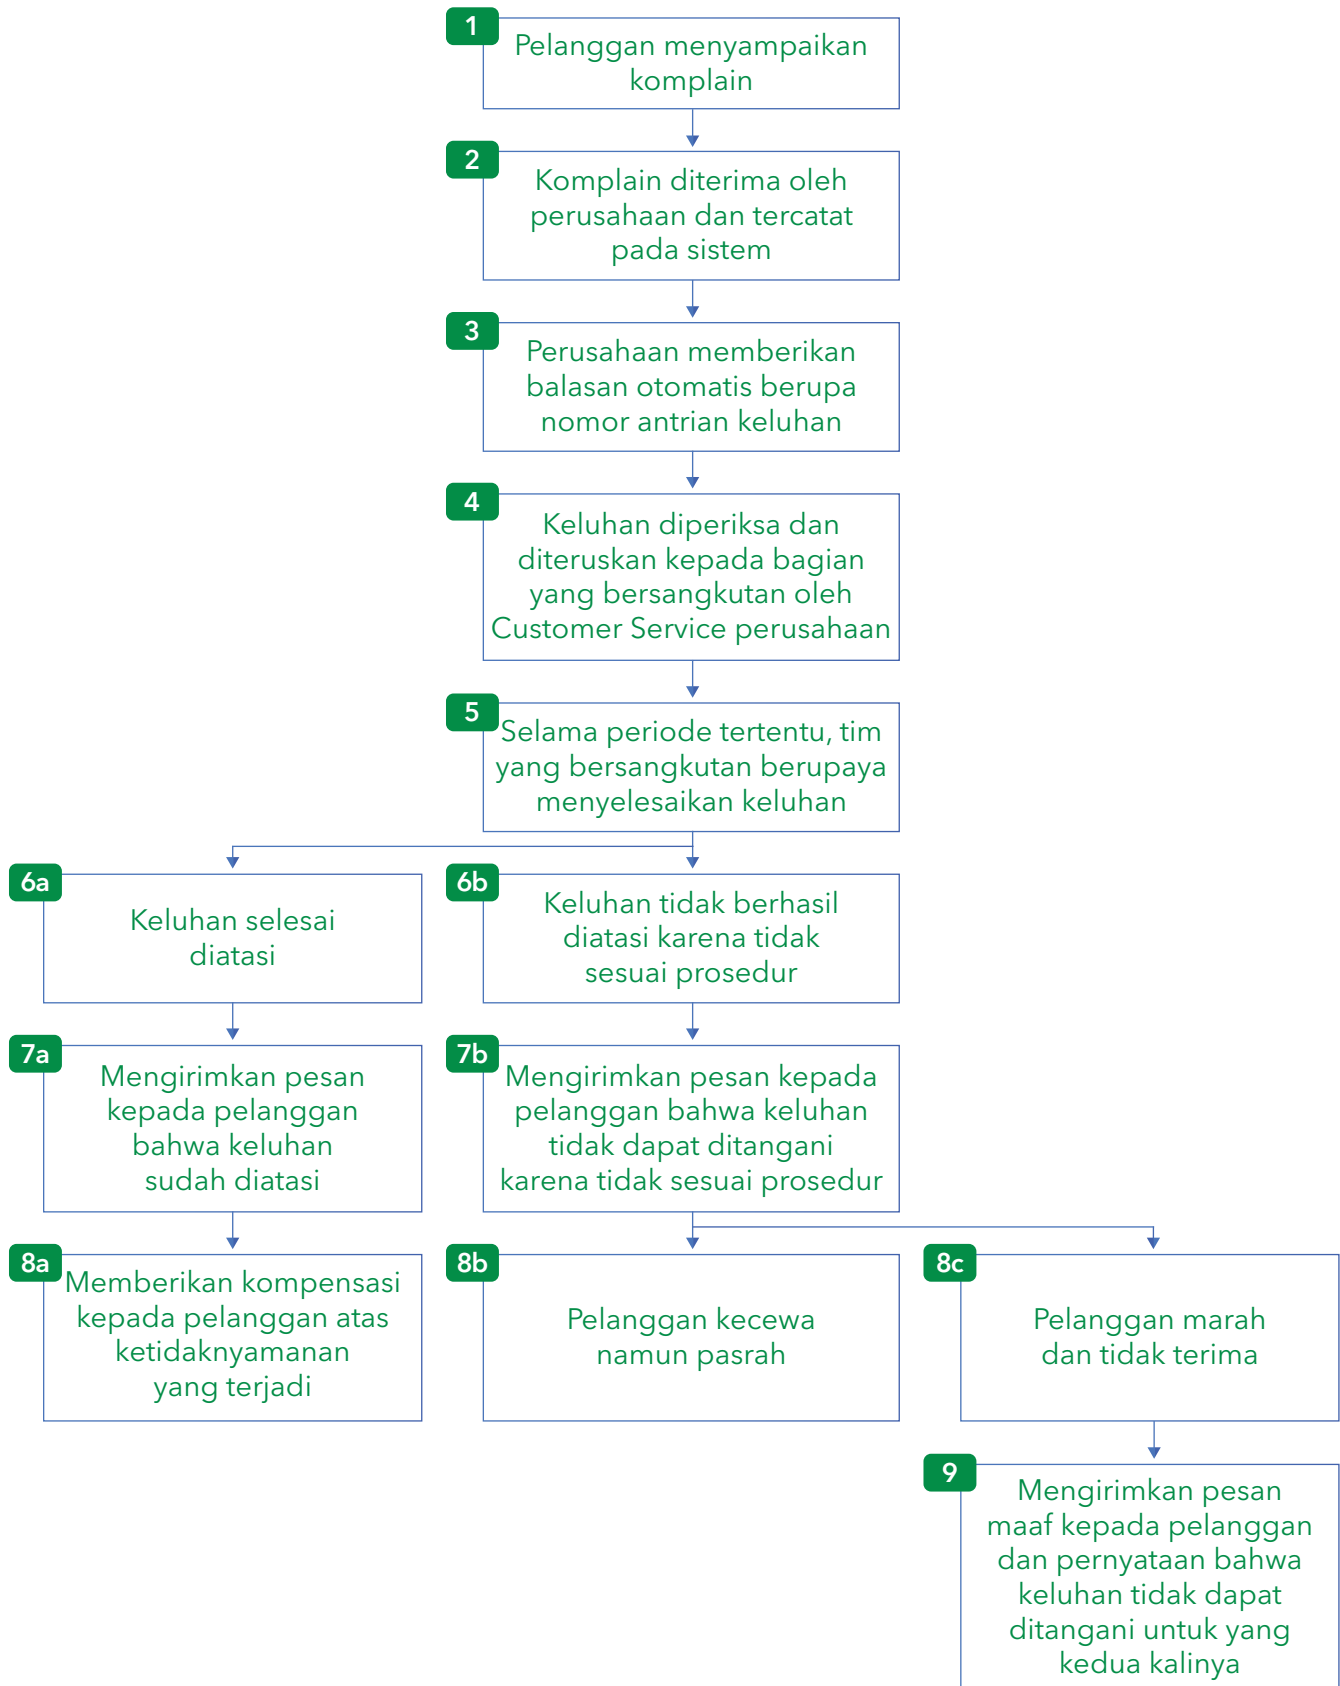 1
Pelanggan menyampaikan
komplain
2
Komplain diterima oleh
perusahaan dan tercatat
pada sistem
3
Perusahaan memberikan
balasan otomatis berupa
nomor antrian keluhan
4
Keluhan diperiksa dan
diteruskan kepada bagian
yang bersangkutan oleh
Customer Service perusahaan
5
Selama periode tertentu, tim
yang bersangkutan berupaya
menyelesaikan keluhan
6a
Keluhan selesai
diatasi
6b
Keluhan tidak berhasil
diatasi karena tidak
sesuai prosedur
7a
Mengirimkan pesan
kepada pelanggan
bahwa keluhan
sudah diatasi
7b
Mengirimkan pesan kepada
pelanggan bahwa keluhan
tidak dapat ditangani
karena tidak sesuai prosedur
8a
Memberikan kompensasi
kepada pelanggan atas
ketidaknyamanan
yang terjadi
8b
Pelanggan kecewa
namun pasrah
8c
Pelanggan marah
dan tidak terima
9
Mengirimkan pesan
maaf kepada pelanggan
dan pernyataan bahwa
keluhan tidak dapat
ditangani untuk yang
kedua kalinya